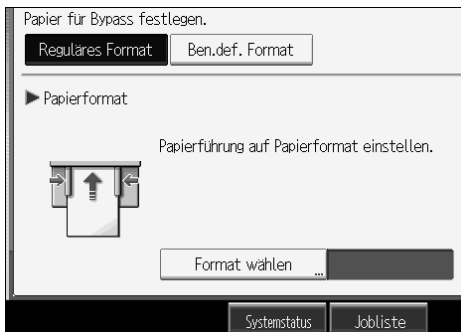 Papier für Bypass festlegen.
Reguläres Format Ben.def. Format
▶ Papierformat
Papierführung auf Papierformat einstellen.
Format wählen ...
Systemstatus Jobliste